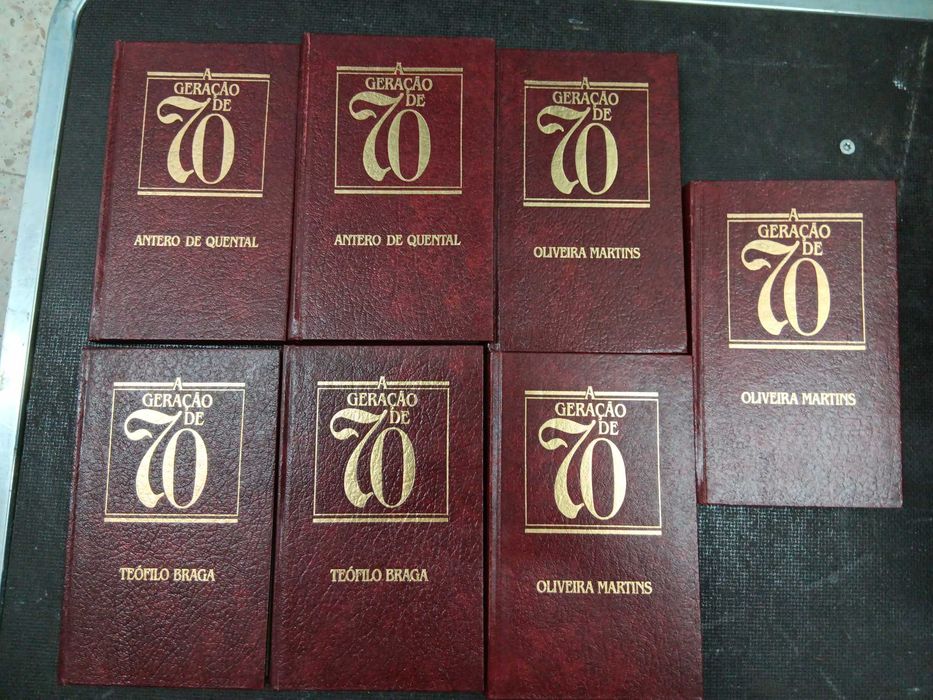 A
GERAÇÃO
DE
70
ANTERO DE QUENTAL
A
GERAÇÃO
DE
70
ANTERO DE QUENTAL
A
GERAÇÃO
DE
70
OLIVEIRA MARTINS
A
GERAÇÃO
DE
70
OLIVEIRA MARTINS
A
GERAÇÃO
DE
70
TEÓFILO BRAGA
A
GERAÇÃO
DE
70
TEÓFILO BRAGA
A
GERAÇÃO
DE
70
OLIVEIRA MARTINS